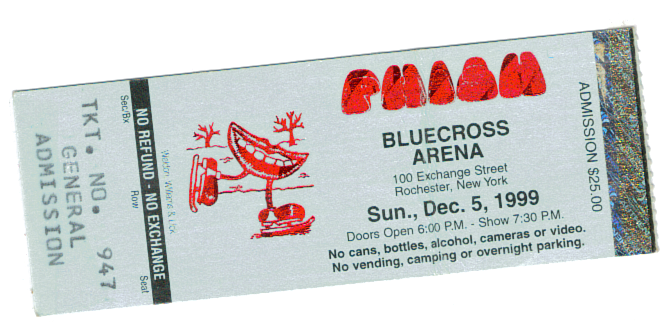 TKT. NO. 947
GENERAL
ADMISSION
Sec/Bx
Row
Seat
NO REFUND - NO EXCHANGE
PHISH
BLUECROSS
ARENA
100 Exchange Street
Rochester, New York
Sun., Dec. 5, 1999
Doors Open 6:00 P.M. - Show 7:30 P.M.
No cans, bottles, alcohol, cameras or video.
No vending, camping or overnight parking.
ADMISSION $25.00